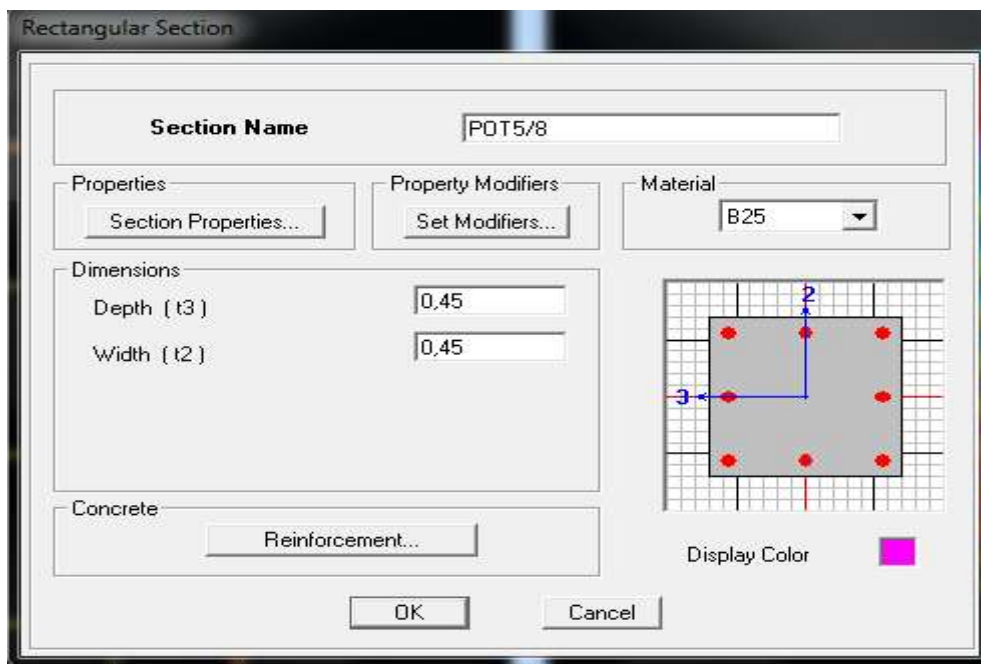 Rectangular Section
Section Name POT5/8
Properties
Section Properties...
Property Modifiers
Set Modifiers...
Material
B25
Dimensions
Depth ( t3 ) 0,45
Width ( t2 ) 0,45
2
3
Concrete
Reinforcement...
Display Color
OK Cancel